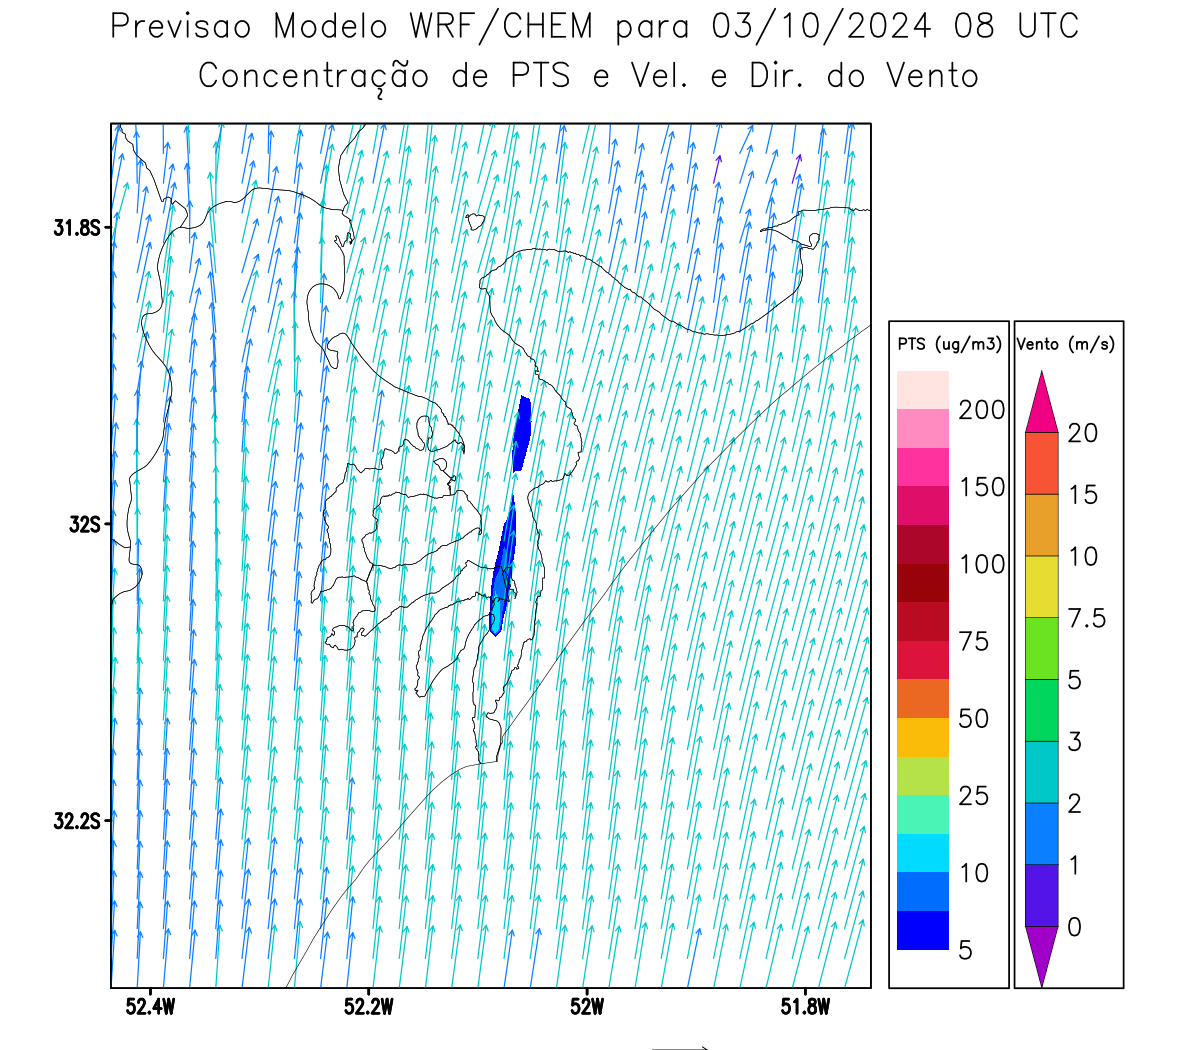 Previsao Modelo WRF/CHEM para 03/10/2024 08 UTC
Concentração de PTS e Vel. e Dir. do Vento
31.8S
32S
32.2S
52.4W 52.2W 52W 51.8W
PTS (ug/m3)
200
150
100
75
50
25
10
5
Vento (m/s)
20
15
10
7.5
5
3
2
1
0